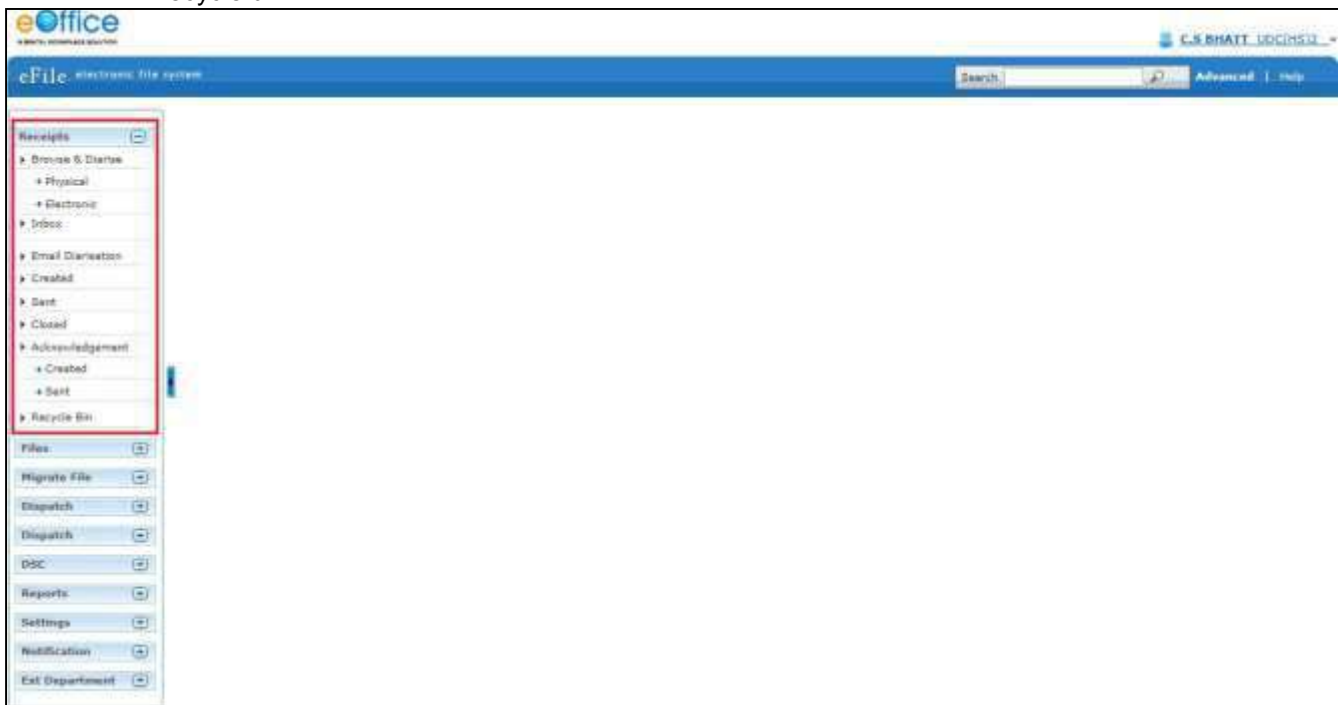 eOffice
C.S BHATT UDC(HS)2
eFile electronic file system
Search
Advanced | Help
Receipts
Browse & Diarise
Physical
Electronic
Inbox
Email Diarisation
Created
Sent
Closed
Acknowledgement
Created
Sent
Recycle Bin
Files
Migrate File
Dispatch
Dispatch
DSC
Reports
Settings
Notification
Ext Department